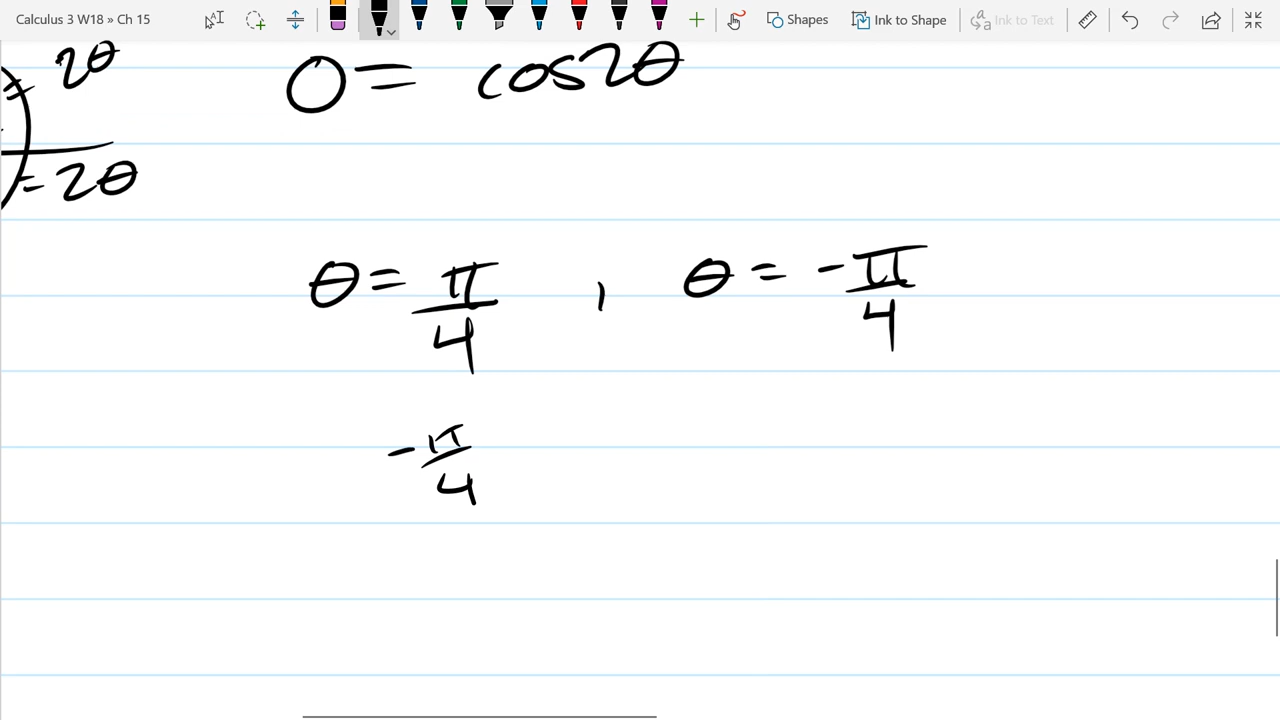 Calculus 3 W18 » Ch 15 Shapes Ink to Shape Ink to Text
= 2θ
0 = cos2θ
= 2θ
θ = π/4 , θ = -π/4
-π/4